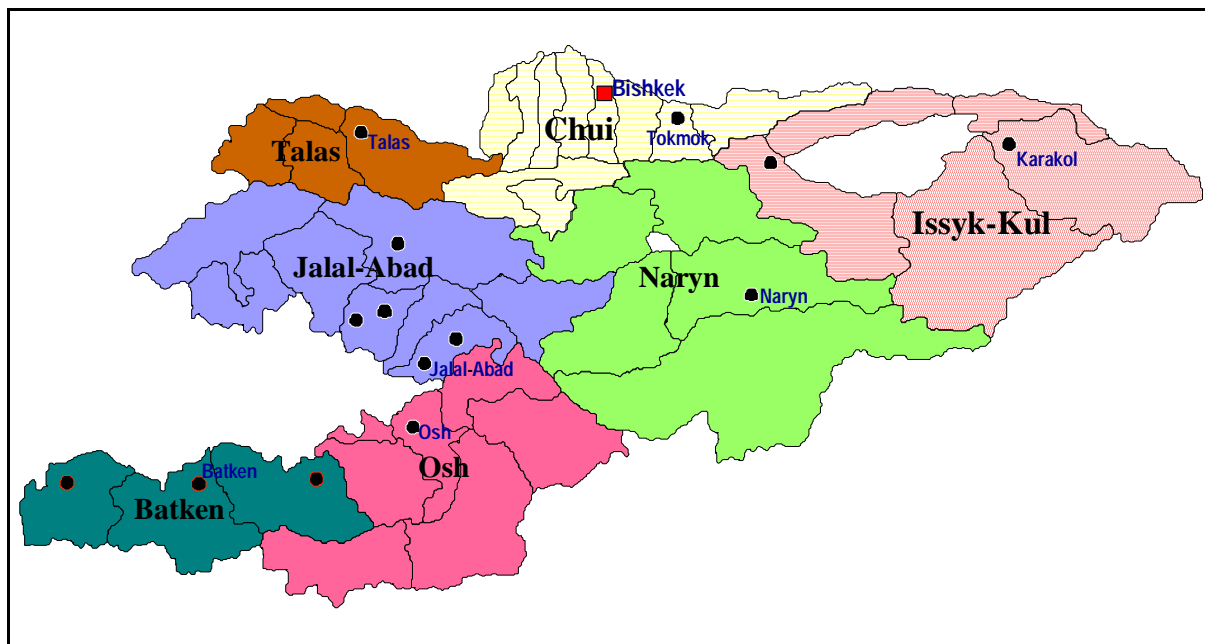 Bishkek
Chui
Tokmok
Talas
Talas
Karakol
Issyk-Kul
Jalal-Abad
Naryn
Naryn
Jalal-Abad
Osh
Osh
Batken
Batken